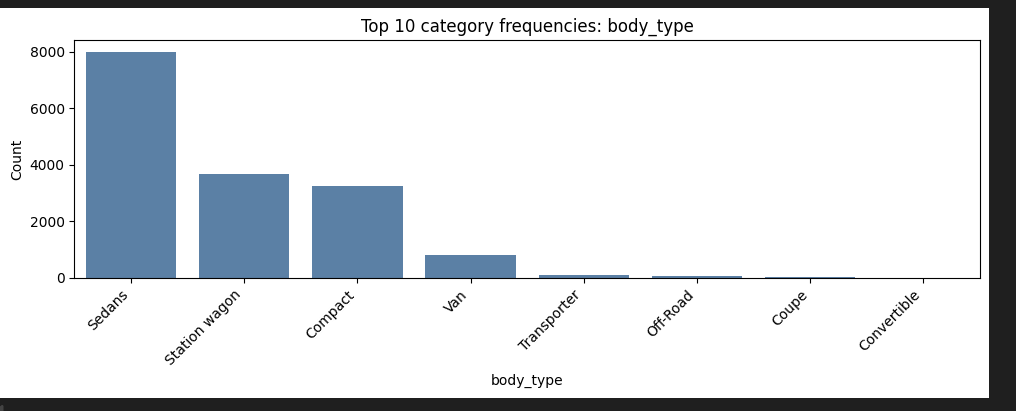 Top 10 category frequencies: body_type
Count
8000
6000
4000
2000
0
Sedans
Station wagon
Compact
Van
Transporter
Off-Road
Coupe
Convertible
body_type